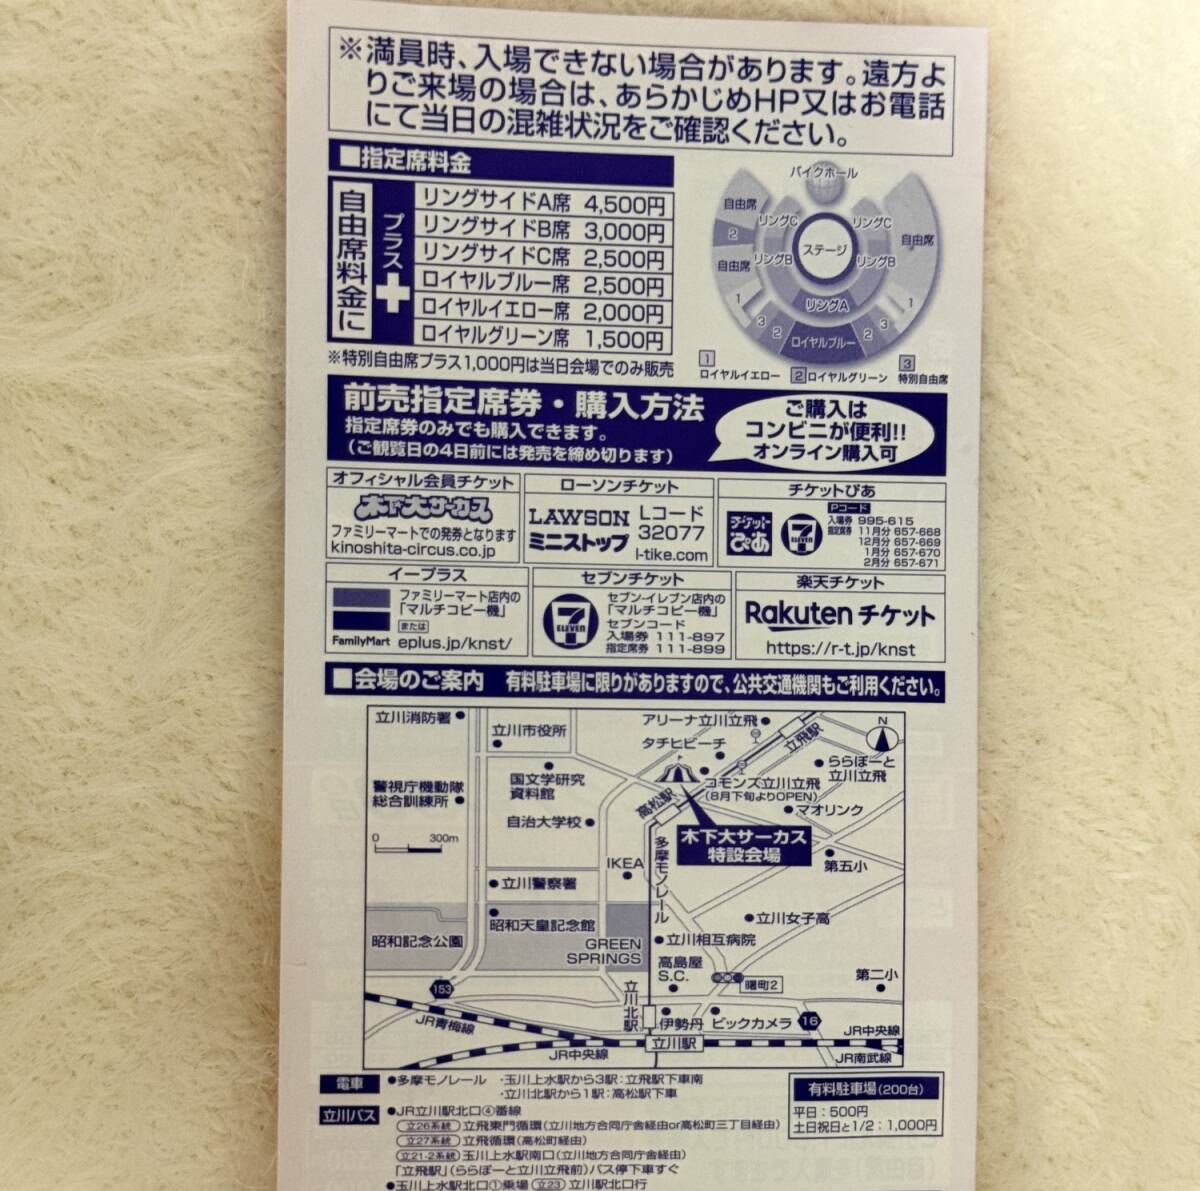 ※満員時、入場できない場合があります。遠方よ
りご来場の場合は、あらかじめHP又はお電話
にて当日の混雑状況をご確認ください。
■指定席料金
自由席料金に
プラス
+
リングサイドA席 4,500円
リングサイドB席 3,000円
リングサイドC席 2,500円
ロイヤルブルー席 2,500円
ロイヤルイエロー席 2,000円
ロイヤルグリーン席 1,500円
※特別自由席プラス1,000円は当日会場でのみ販売
バイクホール
自由席
リングC
リングC
2
ステージ
自由席
自由席
リングB
リングB
1
リングA
1
3
2
ロイヤルブルー
2
3
1
ロイヤルイエロー
2 ロイヤルグリーン
3
特別自由席
前売指定席券・購入方法
指定席券のみでも購入できます。
(ご観覧日の4日前には発売を締め切ります)
ご購入は
コンビニが便利!!
オンライン購入可
オフィシャル会員チケット
木下大サーカス
ファミリーマートでの発券となります
kinoshita-circus.co.jp
ローソンチケット
LAWSON
ミニストップ
Lコード
32077
l-tike.com
チケットぴあ
チケット
ぴあ
7
ELEVEN
Pコード
入場券 995-615
指定席券 11月分 657-668
12月分 657-669
1月分 657-670
2月分 657-671
イープラス
FamilyMart
ファミリーマート店内の
「マルチコピー機」
または
eplus.jp/knst/
セブンチケット
7
ELEVEN
セブン-イレブン店内の
「マルチコピー機」
セブンコード
入場券 111-897
指定席券 111-899
楽天チケット
Rakuten チケット
https://r-t.jp/knst
■会場のご案内 有料駐車場に限りがありますので、公共交通機関もご利用ください。
立川消防署
立川市役所
アリーナ立川立飛
タチヒビーチ
立飛駅
N
ららぽーと
立川立飛
国文学研究
資料館
警視庁機動隊
総合訓練所
コモンズ立川立飛
(8月下旬よりOPEN)
高松駅
マオリンク
自治大学校
木下大サーカス
特設会場
0 300m
多摩モノレール
IKEA
第五小
立川警察署
昭和天皇記念館
立川女子高
昭和記念公園
GREEN
SPRINGS
立川相互病院
高島屋
S.C.
曙町2
第二小
153
立川北駅
伊勢丹
ビックカメラ
16
JR青梅線
JR中央線
立川駅
JR中央線
JR南武線
電車
●多摩モノレール ・玉川上水駅から3駅:立飛駅下車南
・立川北駅から1駅:高松駅下車
立川バス
●JR立川駅北口④番線
立26系統 立飛東門循環(立川地方合同庁舎経由or高松町三丁目経由)
立27系統 立飛循環(高松町経由)
立21-2系統 玉川上水駅南口(立川地方合同庁舎経由)
「立飛駅」(ららぽーと立川立飛前)バス停下車すぐ
●玉川上水駅北口①乗場 立23 立川駅北口行
有料駐車場(200台)
平日:500円
土日祝日と1/2:1,000円